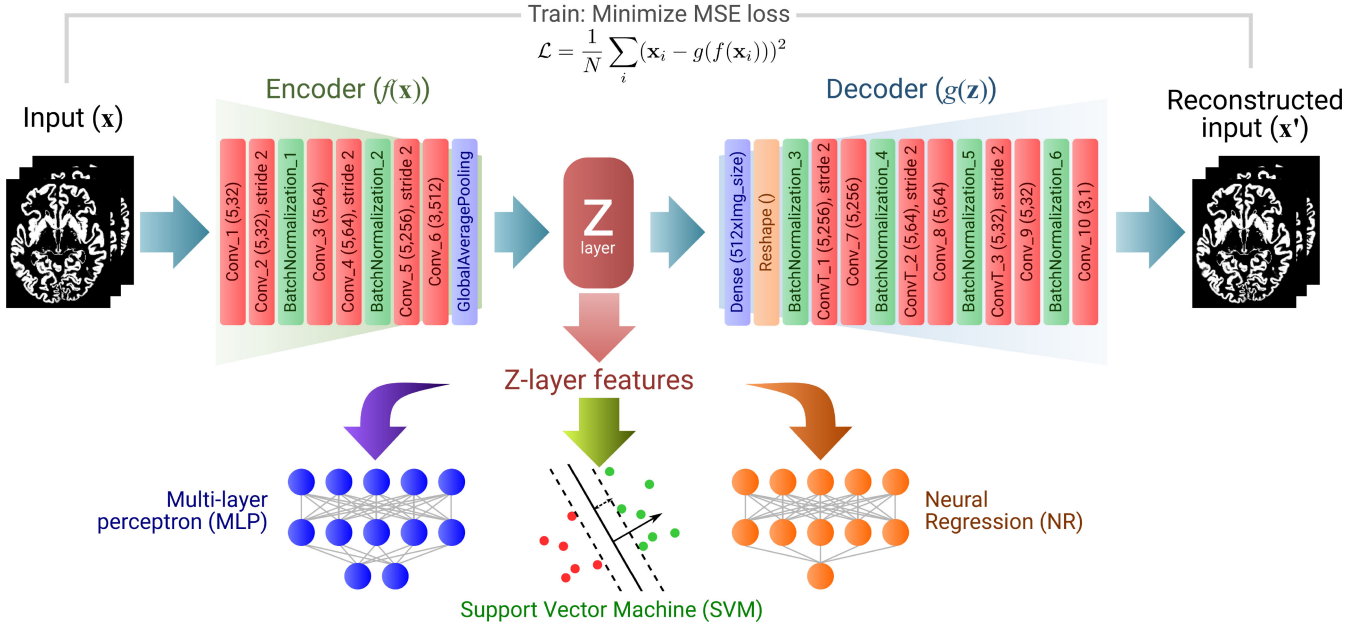 Train: Minimize MSE loss
ℒ = 1/N ∑_i (x_i − g(f(x_i)))²
Encoder (f(x))
Decoder (g(z))
Input (x)
Reconstructed
input (x')
Conv_1 (5,32)
Conv_2 (5,32), stride 2
BatchNormalization_1
Conv_3 (5,64)
Conv_4 (5,64), stride 2
BatchNormalization_2
Conv_5 (5,256), stride 2
Conv_6 (3,512)
GlobalAveragePooling
Z
layer
Dense (512xImg_size)
Reshape ()
BatchNormalization_3
ConvT_1 (5,256), stride 2
Conv_7 (5,256)
BatchNormalization_4
ConvT_2 (5,64), stride 2
Conv_8 (5,64)
BatchNormalization_5
ConvT_3 (5,32), stride 2
Conv_9 (5,32)
BatchNormalization_6
Conv_10 (3,1)
Z-layer features
Multi-layer
perceptron (MLP)
Support Vector Machine (SVM)
Neural
Regression (NR)